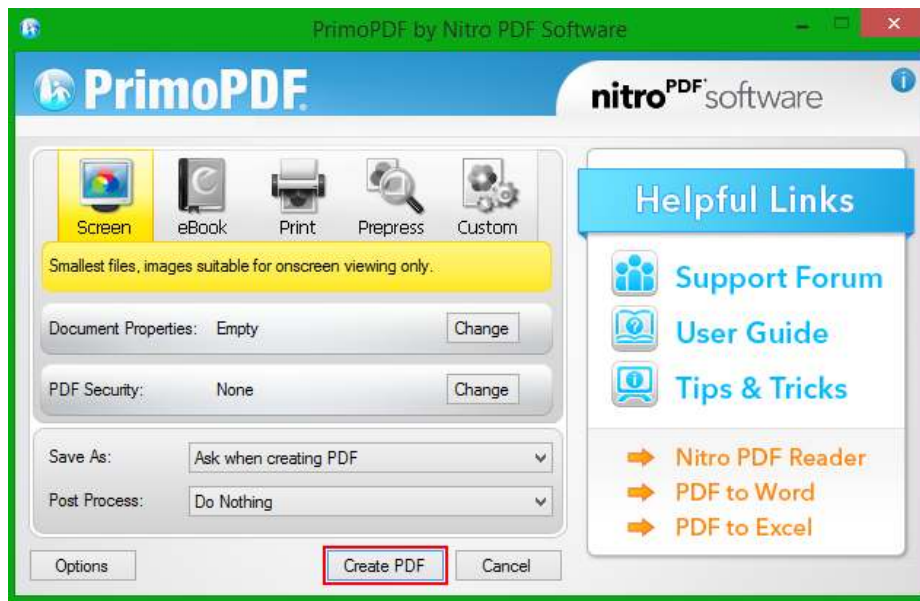 PrimoPDF by Nitro PDF Software
PrimoPDF
nitro PDF software
Screen eBook Print Prepress Custom
Smallest files, images suitable for onscreen viewing only.
Document Properties: Empty Change
PDF Security: None Change
Save As: Ask when creating PDF
Post Process: Do Nothing
Options Create PDF Cancel
Helpful Links
Support Forum
User Guide
Tips & Tricks
Nitro PDF Reader
PDF to Word
PDF to Excel